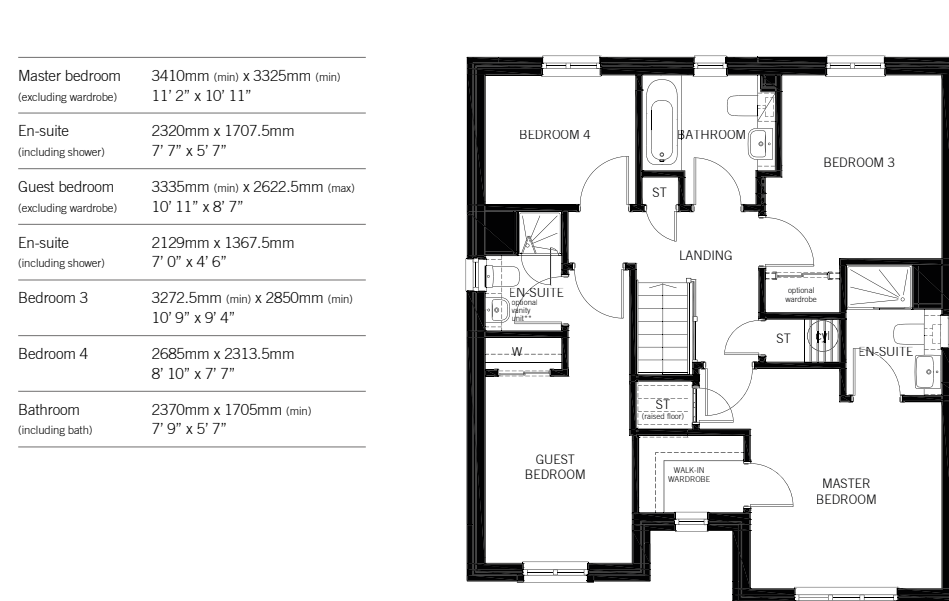 Master bedroom 3410mm (min) x 3325mm (min)
(excluding wardrobe) 11’ 2” x 10’ 11”
En-suite 2320mm x 1707.5mm
(including shower) 7’ 7” x 5’ 7”
Guest bedroom 3335mm (min) x 2622.5mm (max)
(excluding wardrobe) 10’ 11” x 8’ 7”
En-suite 2129mm x 1367.5mm
(including shower) 7’ 0” x 4’ 6”
Bedroom 3 3272.5mm (min) x 2850mm (min)
10’ 9” x 9’ 4”
Bedroom 4 2685mm x 2313.5mm
8’ 10” x 7’ 7”
Bathroom 2370mm x 1705mm (min)
(including bath) 7’ 9” x 5’ 7”
BEDROOM 4
BATHROOM
BEDROOM 3
ST
LANDING
EN-SUITE
optional
vanity
unit**
optional
wardrobe
ST
EN-SUITE
W
ST
(raised floor)
GUEST
BEDROOM
WALK-IN
WARDROBE
MASTER
BEDROOM